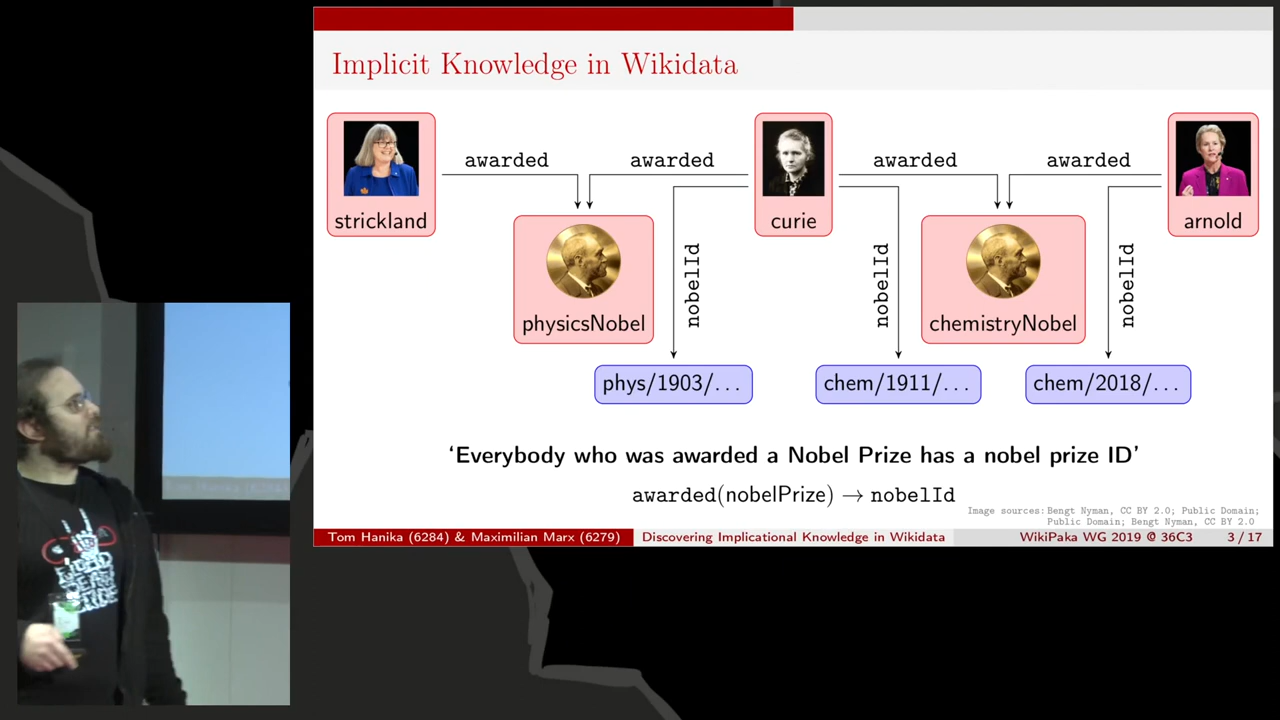 Implicit Knowledge in Wikidata
awarded
awarded
awarded
awarded
strickland
curie
arnold
nobelId
nobelId
nobelId
physicsNobel
chemistryNobel
phys/1903/...
chem/1911/...
chem/2018/...
‘Everybody who was awarded a Nobel Prize has a nobel prize ID’
awarded(nobelPrize) → nobelId
Image sources: Bengt Nyman, CC BY 2.0; Public Domain;
Public Domain; Bengt Nyman, CC BY 2.0
Tom Hanika (6284) & Maximilian Marx (6279) Discovering Implicational Knowledge in Wikidata WikiPaka WG 2019 @ 36C3 3 / 17